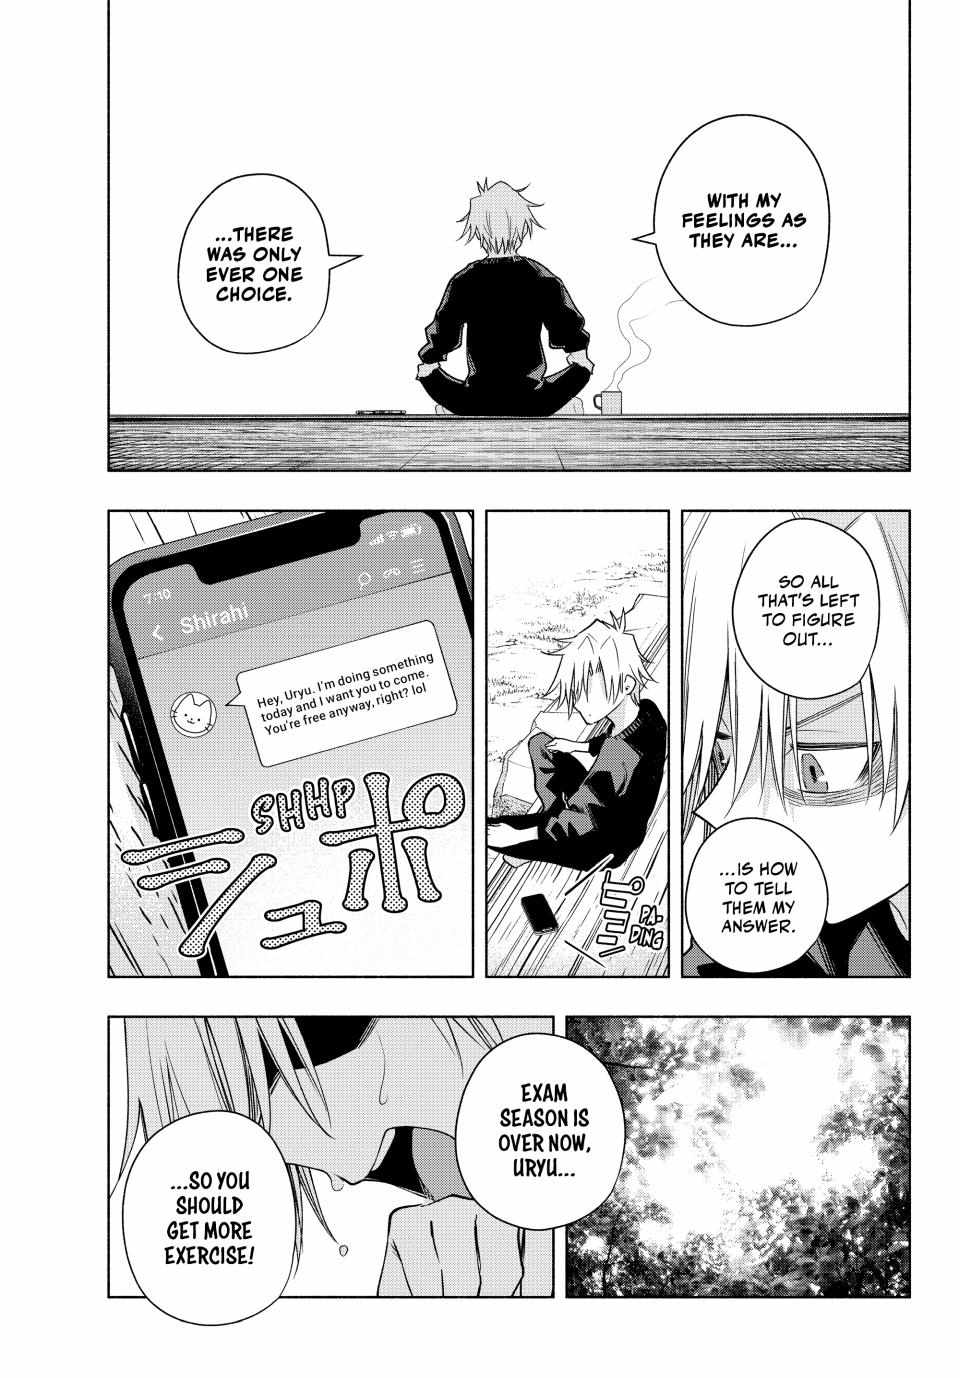 WITH MY
FEELINGS AS
THEY ARE...
...THERE
WAS ONLY
EVER ONE
CHOICE.
SO ALL
THAT'S LEFT
TO FIGURE
OUT...
...IS HOW
TO TELL
THEM MY
ANSWER.
ピコン
PA-
DING
7:10
Shirahi
Hey, Uryu. I'm doing something
today and I want you to come.
You're free anyway, right? lol
SHHP
シュポ
EXAM
SEASON IS
OVER NOW,
URYU...
...SO YOU
SHOULD
GET MORE
EXERCISE!